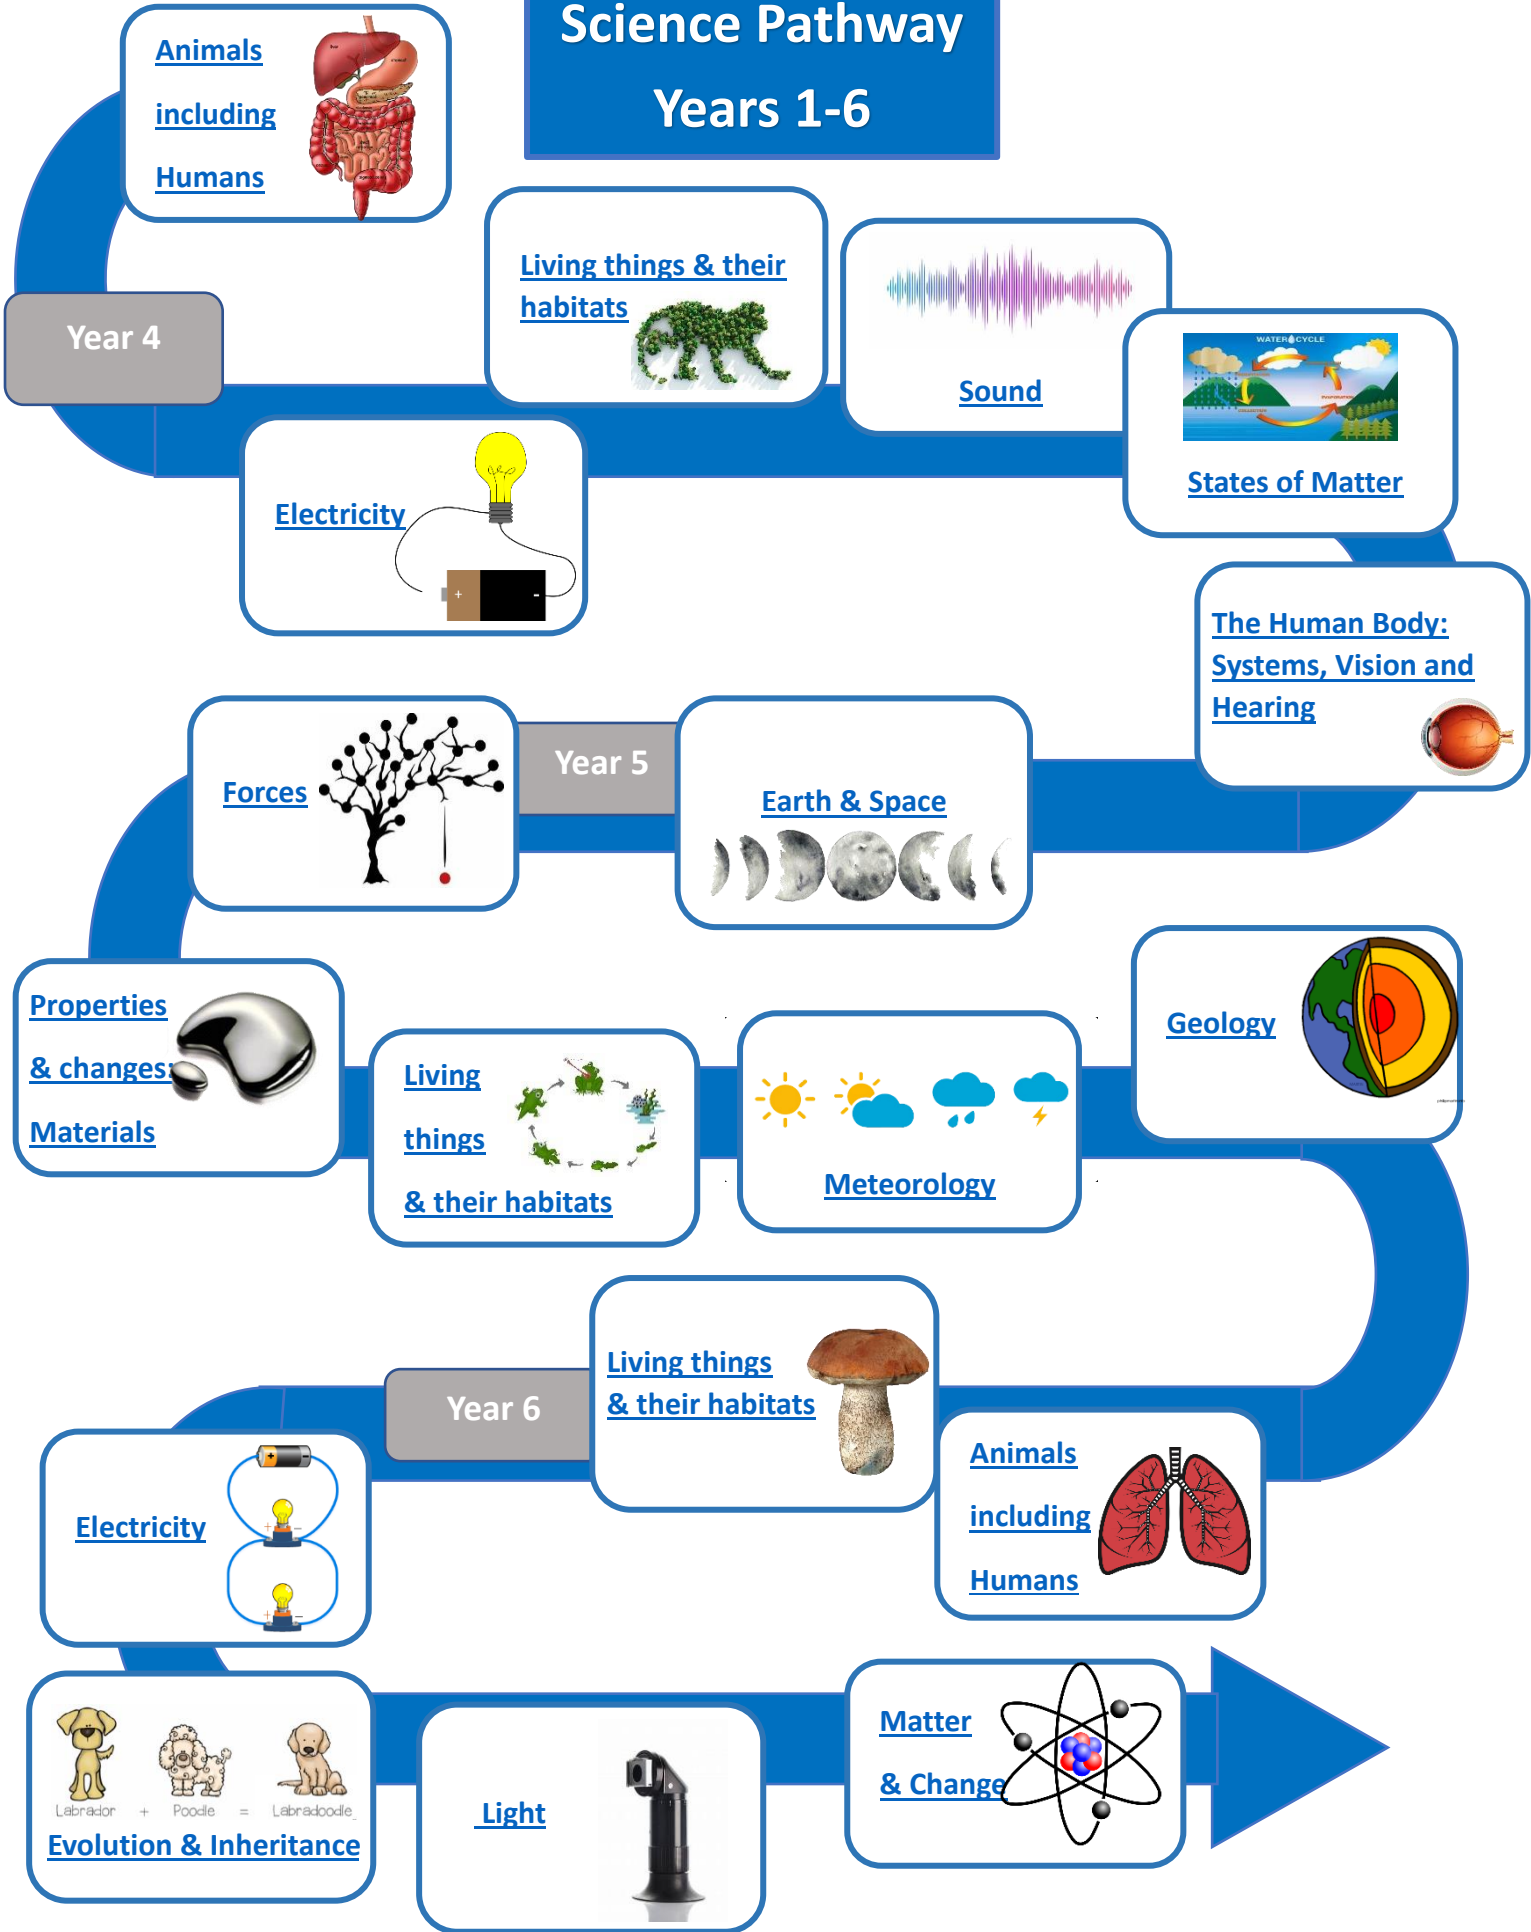 Science Pathway
Years 1-6
Animals
including
Humans
Year 4
Living things & their
habitats
Sound
WATER CYCLE
States of Matter
Electricity
+ -
The Human Body:
Systems, Vision and
Hearing
Forces
Year 5
Earth & Space
Properties
& changes:
Materials
Living
things
& their habitats
Meteorology
Geology
Year 6
Living things
& their habitats
Animals
including
Humans
Electricity
+ -
+ -
+ -
Labrador + Poodle = Labradoodle
Evolution & Inheritance
Light
Matter
& Change